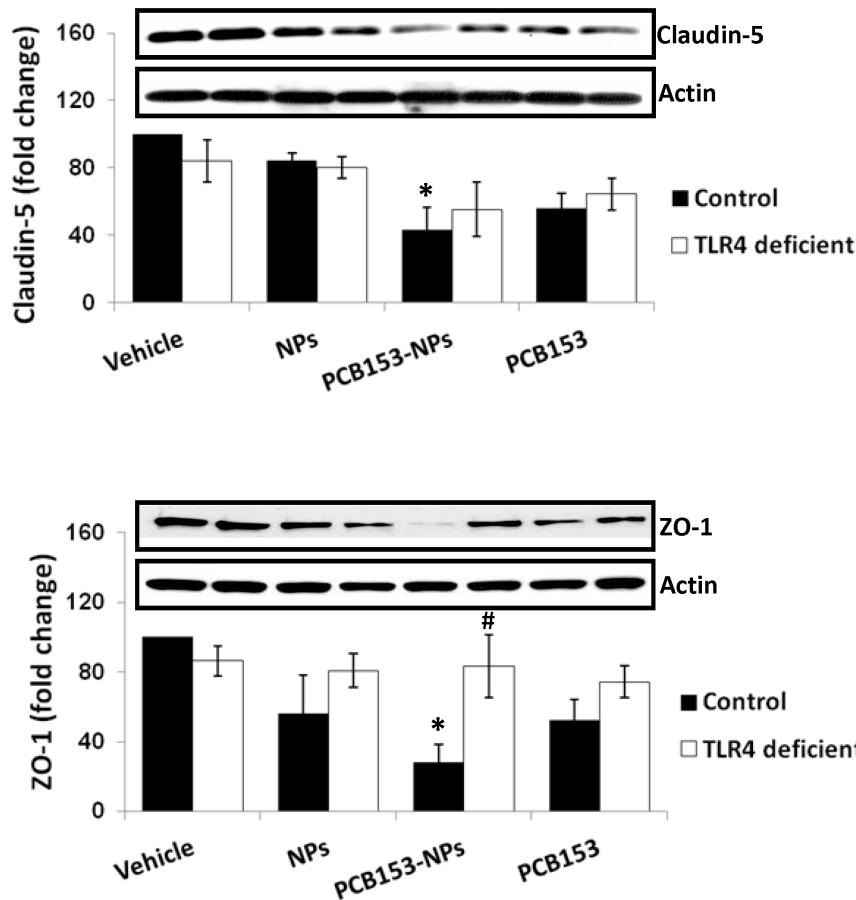 Claudin-5
Actin
Claudin-5 (fold change)
160
120
80
40
0
*
Control
TLR4 deficient
Vehicle
NPs
PCB153-NPs
PCB153
ZO-1
Actin
ZO-1 (fold change)
160
120
80
40
0
*
#
Control
TLR4 deficient
Vehicle
NPs
PCB153-NPs
PCB153